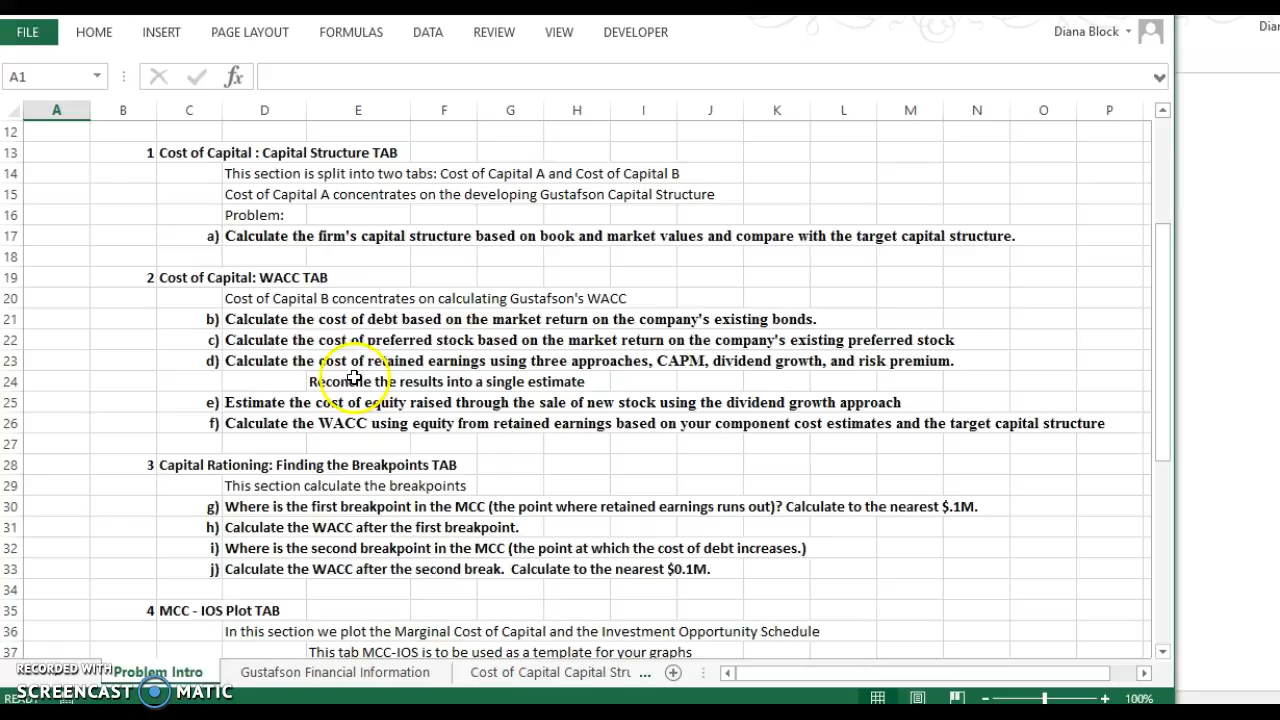 FILE HOME INSERT PAGE LAYOUT FORMULAS DATA REVIEW VIEW DEVELOPER Diana Block
A1 fx
A B C D E F G H I J K L M N O P
12
13 1 Cost of Capital : Capital Structure TAB
14 This section is split into two tabs: Cost of Capital A and Cost of Capital B
15 Cost of Capital A concentrates on the developing Gustafson Capital Structure
16 Problem:
17 a) Calculate the firm's capital structure based on book and market values and compare with the target capital structure.
18
19 2 Cost of Capital: WACC TAB
20 Cost of Capital B concentrates on calculating Gustafson's WACC
21 b) Calculate the cost of debt based on the market return on the company's existing bonds.
22 c) Calculate the cost of preferred stock based on the market return on the company's existing preferred stock
23 d) Calculate the cost of retained earnings using three approaches, CAPM, dividend growth, and risk premium.
24 Reconcile the results into a single estimate
25 e) Estimate the cost of equity raised through the sale of new stock using the dividend growth approach
26 f) Calculate the WACC using equity from retained earnings based on your component cost estimates and the target capital structure
27
28 3 Capital Rationing: Finding the Breakpoints TAB
29 This section calculate the breakpoints
30 g) Where is the first breakpoint in the MCC (the point where retained earnings runs out)? Calculate to the nearest $.1M.
31 h) Calculate the WACC after the first breakpoint.
32 i) Where is the second breakpoint in the MCC (the point at which the cost of debt increases.)
33 j) Calculate the WACC after the second break. Calculate to the nearest $0.1M.
34
35 4 MCC - IOS Plot TAB
36 In this section we plot the Marginal Cost of Capital and the Investment Opportunity Schedule
37 This tab MCC-IOS is to be used as a template for your graphs
Problem Intro Gustafson Financial Information Cost of Capital Capital Stru ...
RECORDED WITH
SCREENCAST MATIC
100%